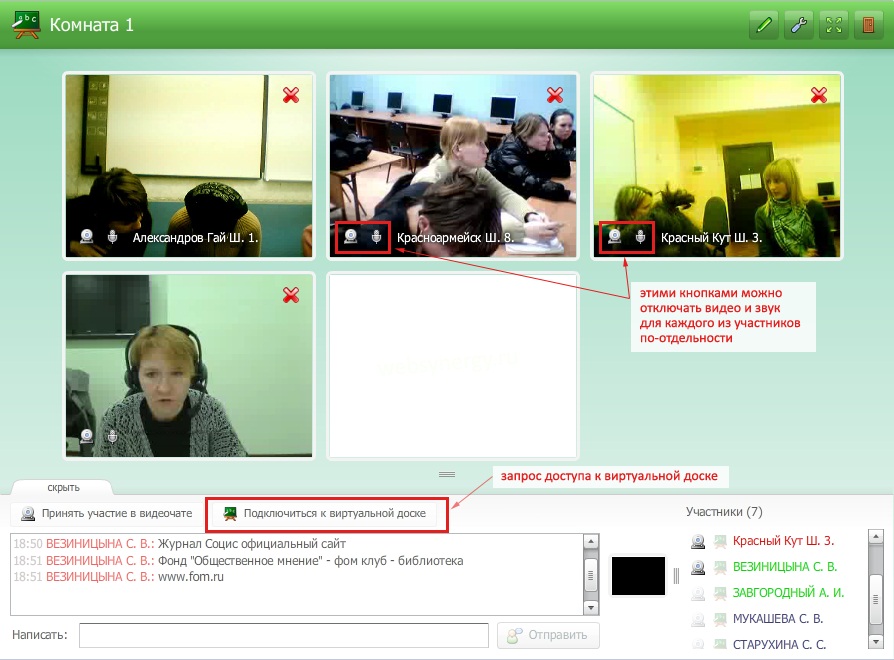 Комната 1
Александров Гай Ш. 1.
Красноармейск Ш. 8.
Красный Кут Ш. 3.
этими кнопками можно
отключать видео и звук
для каждого из участников
по-отдельности
запрос доступа к виртуальной доске
скрыть
Принять участие в видеочате
Подключиться к виртуальной доске
Участники (7)
18:50 ВЕЗИНИЦЫНА С. В.: Журнал Социс официальный сайт
18:51 ВЕЗИНИЦЫНА С. В.: Фонд "Общественное мнение" - фом клуб - библиотека
18:51 ВЕЗИНИЦЫНА С. В.: www.fom.ru
Красный Кут Ш. 3.
ВЕЗИНИЦЫНА С. В.
ЗАВГОРОДНЫЙ А. И.
МУКАШЕВА С. В.
СТАРУХИНА С. С.
Написать:
Отправить